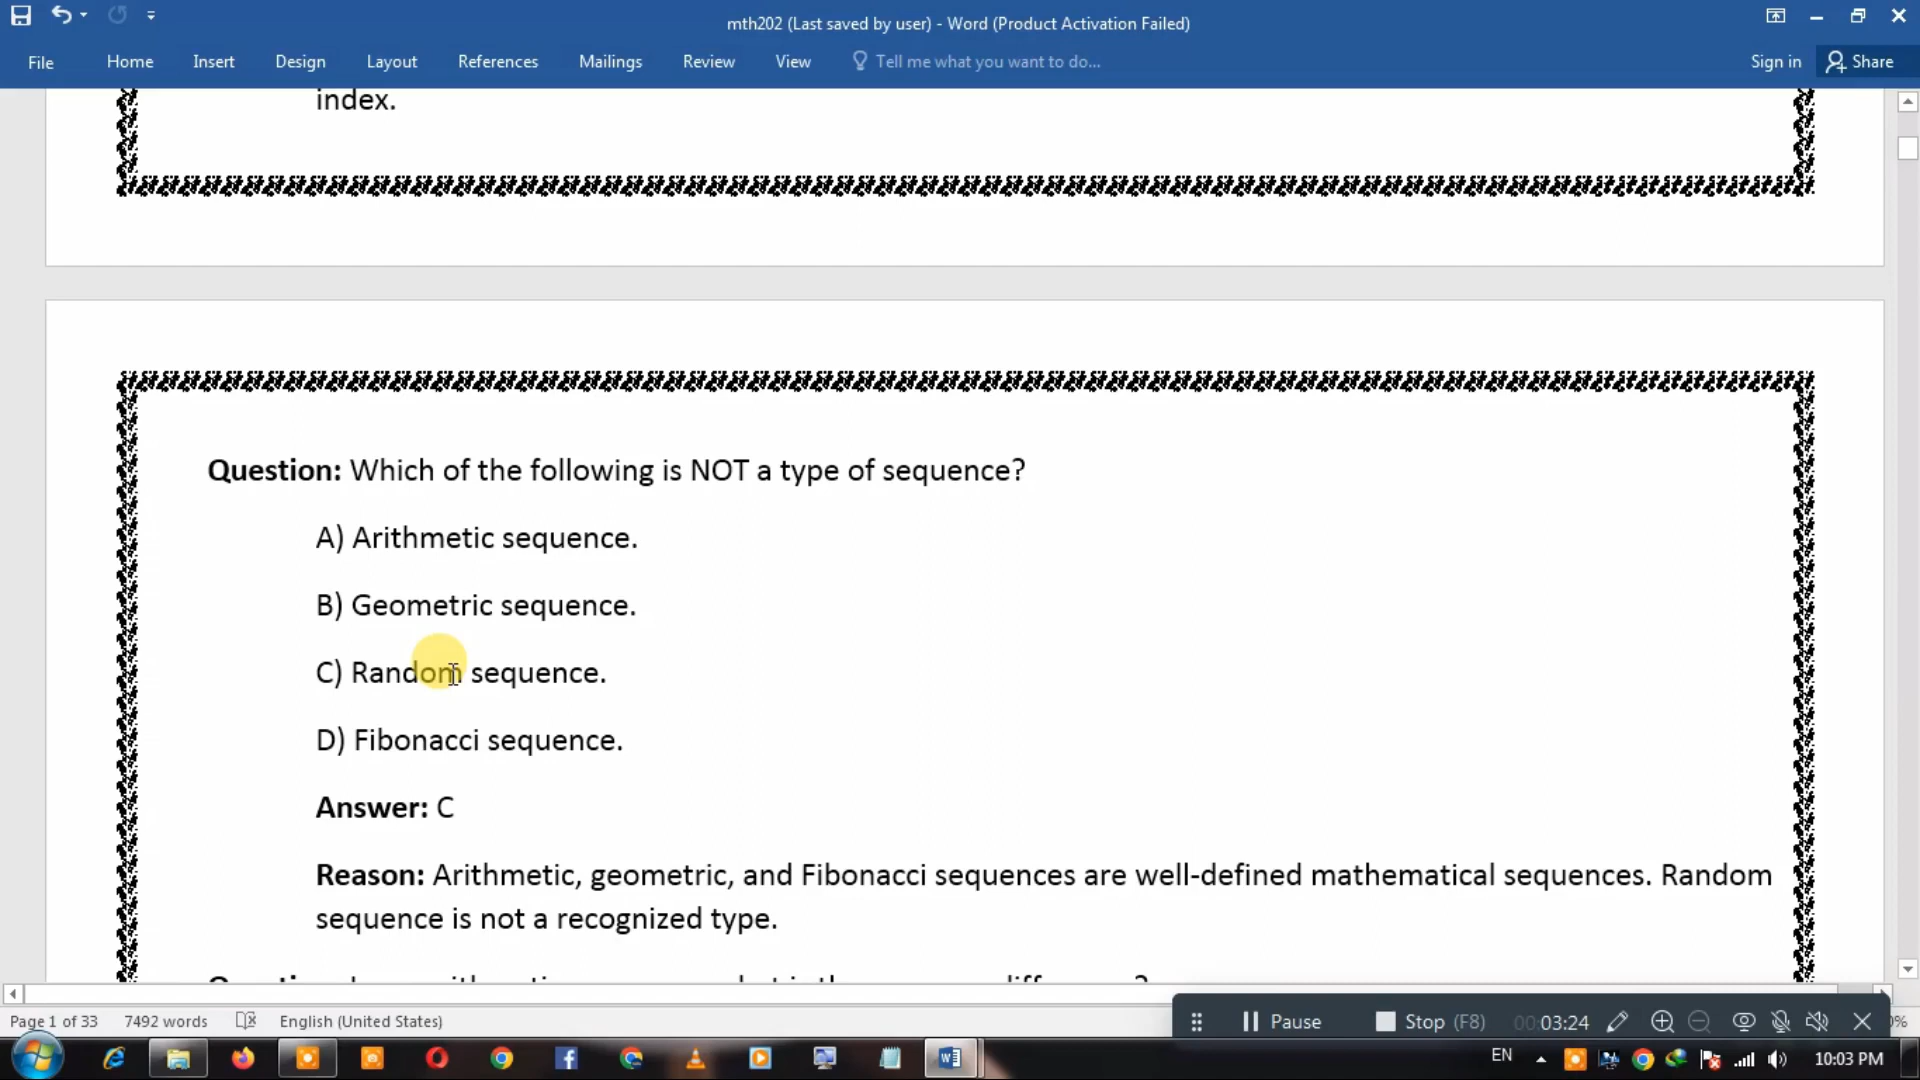 mth202 (Last saved by user) - Word (Product Activation Failed)
File Home Insert Design Layout References Mailings Review View Tell me what you want to do... Sign in Share
index.
Question: Which of the following is NOT a type of sequence?
A) Arithmetic sequence.
B) Geometric sequence.
C) Random sequence.
D) Fibonacci sequence.
Answer: C
Reason: Arithmetic, geometric, and Fibonacci sequences are well-defined mathematical sequences. Random
sequence is not a recognized type.
Page 1 of 33 7492 words English (United States)
Pause Stop (F8) 00:03:24
EN 10:03 PM